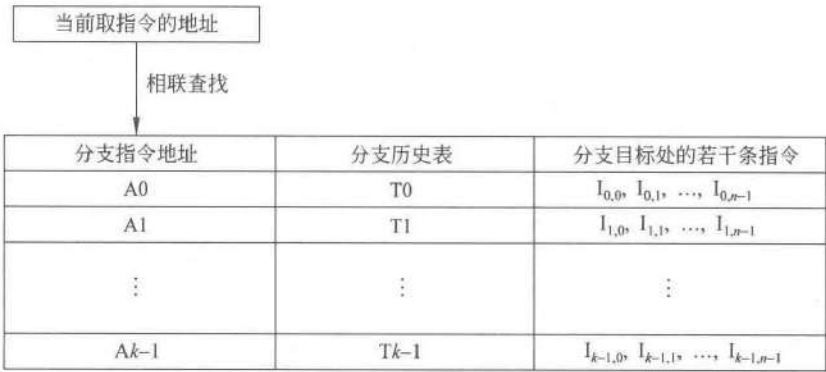 当前取指令的地址
相联查找
分支指令地址 分支历史表 分支目标处的若干条指令
A0 T0 I0,0, I0,1, …, I0,n−1
A1 T1 I1,0, I1,1, …, I1,n−1
⋮ ⋮ ⋮
Ak−1 Tk−1 Ik−1,0, Ik−1,1, …, Ik−1,n−1